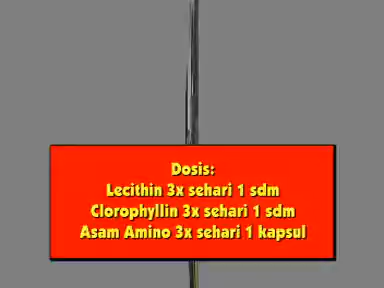 Dosis:
Lecithin 3x sehari 1 sdm
Clorophyllin 3x sehari 1 sdm
Asam Amino 3x sehari 1 kapsul